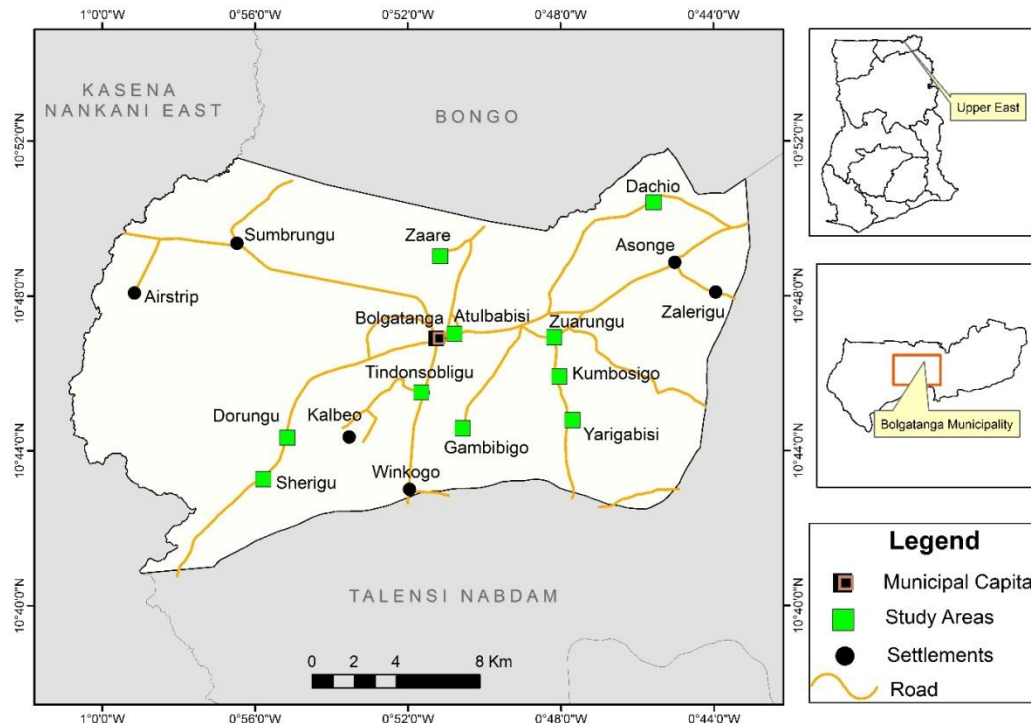 1°0'0"W
0°56'0"W
0°52'0"W
0°48'0"W
0°44'0"W
KASENA
NANKANI EAST
BONGO
Upper East
10°52'0"N
10°52'0"N
Dachio
Sumbrungu
Zaare
Asonge
10°48'0"N
Airstrip
Zalerigu
10°48'0"N
Bolgatanga
Atulbabisi
Zuarungu
Tindonsobligu
Kumbosigo
Dorungu
Kalbeo
Bolgatanga Municipality
10°44'0"N
Gambibigo
Yarigabisi
10°44'0"N
Sherigu
Winkogo
Legend
Municipal Capita
Study Areas
Settlements
Road
10°40'0"N
TALENSI NABDAM
10°40'0"N
0 2 4 8 Km
1°0'0"W
0°56'0"W
0°52'0"W
0°48'0"W
0°44'0"W